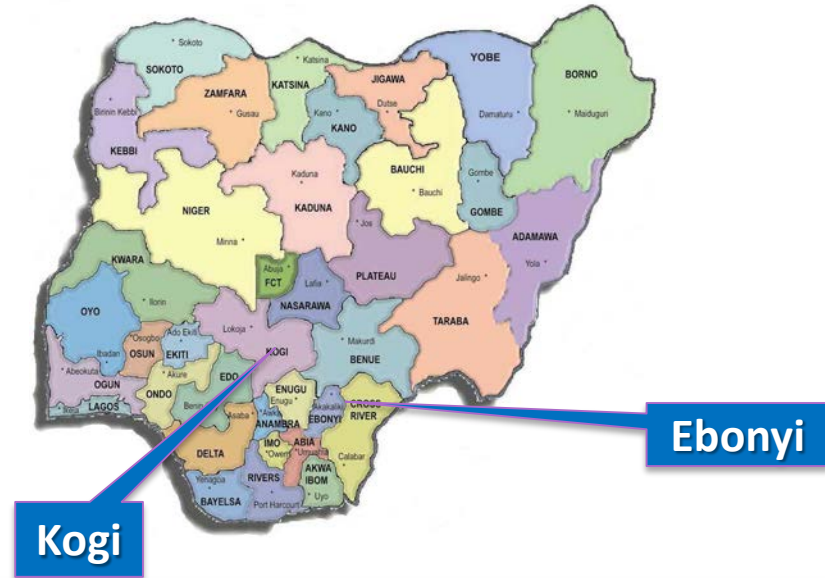 Sokoto
SOKOTO
Katsina
KATSINA
ZAMFARA
Gusau
Birinin Kebbi
KEBBI
Kano
KANO
JIGAWA
Dutse
YOBE
Damaturu
BORNO
Maiduguri
BAUCHI
Bauchi
Gombe
GOMBE
Kaduna
KADUNA
NIGER
Minna
Jos
PLATEAU
ADAMAWA
Yola
Jalingo
TARABA
KWARA
Ilorin
Abuja
FCT
Lafia
NASARAWA
OYO
Ibadan
Osogbo
OSUN
Ado Ekiti
EKITI
Lokoja
KOGI
Makurdi
BENUE
Abeokuta
OGUN
Akure
ONDO
EDO
Benin
Ikeja
LAGOS
ENUGU
Enugu
Asaba
Awka
ANAMBRA
EBONYI
CROSS
RIVER
Calabar
DELTA
IMO
Owerri
ABIA
Umuahia
AKWA
IBOM
Uyo
Yenagoa
BAYELSA
RIVERS
Port Harcourt
Ebonyi
Kogi